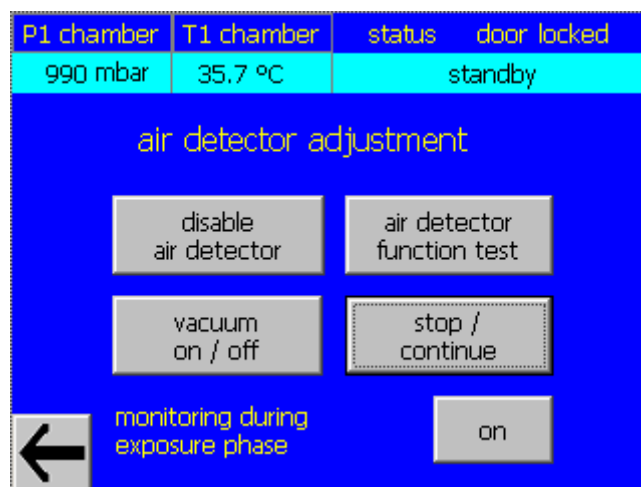 P1 chamber T1 chamber status door locked
990 mbar 35.7 ºC standby
air detector adjustment
disable
air detector
air detector
function test
vacuum
on / off
stop /
continue
monitoring during
exposure phase
on